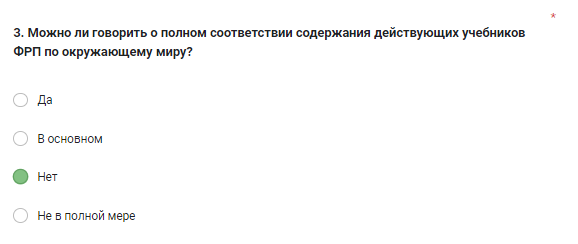 *
3. Можно ли говорить о полном соответствии содержания действующих учебников
ФРП по окружающему миру?
Да
В основном
Нет
Не в полной мере